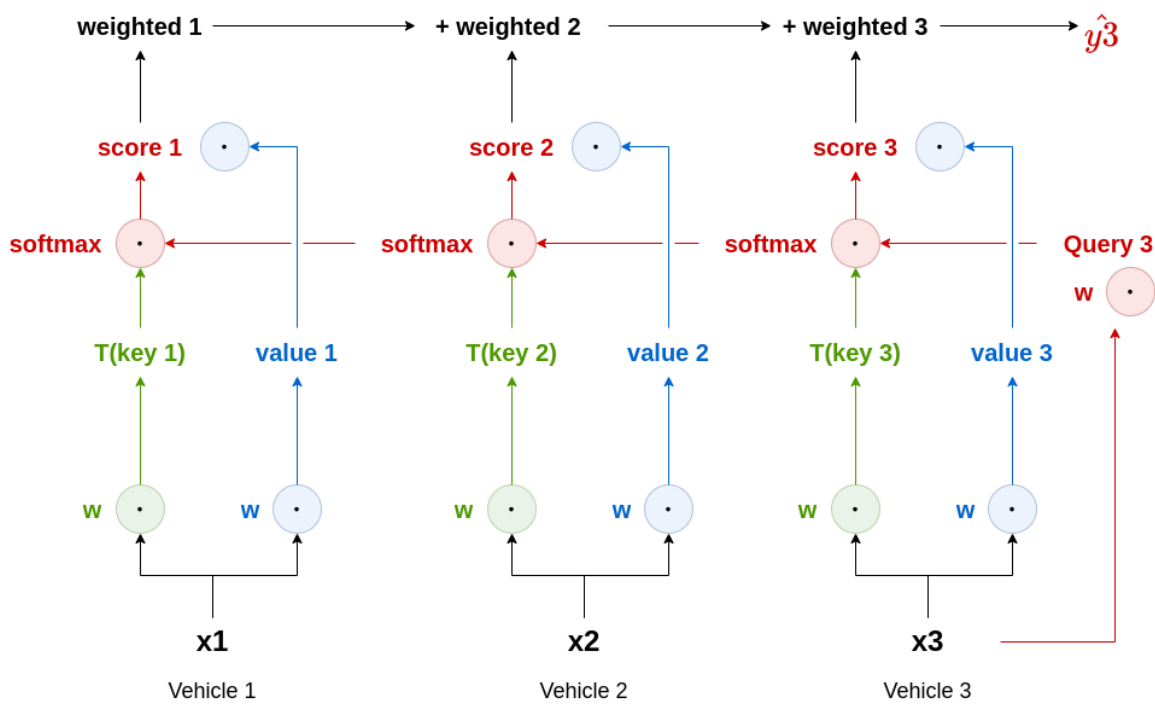 weighted 1
+ weighted 2
+ weighted 3
ŷ3
score 1
score 2
score 3
softmax
softmax
softmax
Query 3
w
T(key 1)
value 1
T(key 2)
value 2
T(key 3)
value 3
w
w
w
w
w
w
x1
x2
x3
Vehicle 1
Vehicle 2
Vehicle 3